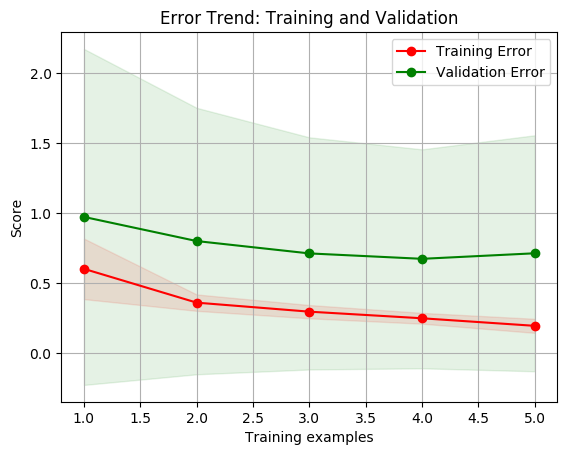 Error Trend: Training and Validation
Training Error
Validation Error
2.0
1.5
1.0
0.5
0.0
Score
1.0 1.5 2.0 2.5 3.0 3.5 4.0 4.5 5.0
Training examples